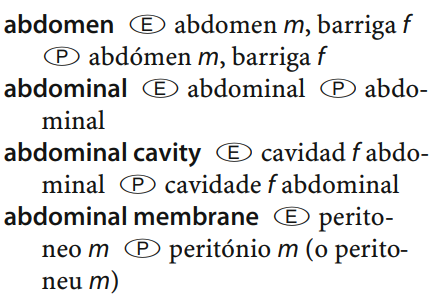 abdomen Ⓔ abdomen m, barriga f
Ⓟ abdómen m, barriga f
abdominal Ⓔ abdominal Ⓟ abdo-
minal
abdominal cavity Ⓔ cavidad f abdo-
minal Ⓟ cavidade f abdominal
abdominal membrane Ⓔ perito-
neo m Ⓟ peritónio m (o perito-
neu m)